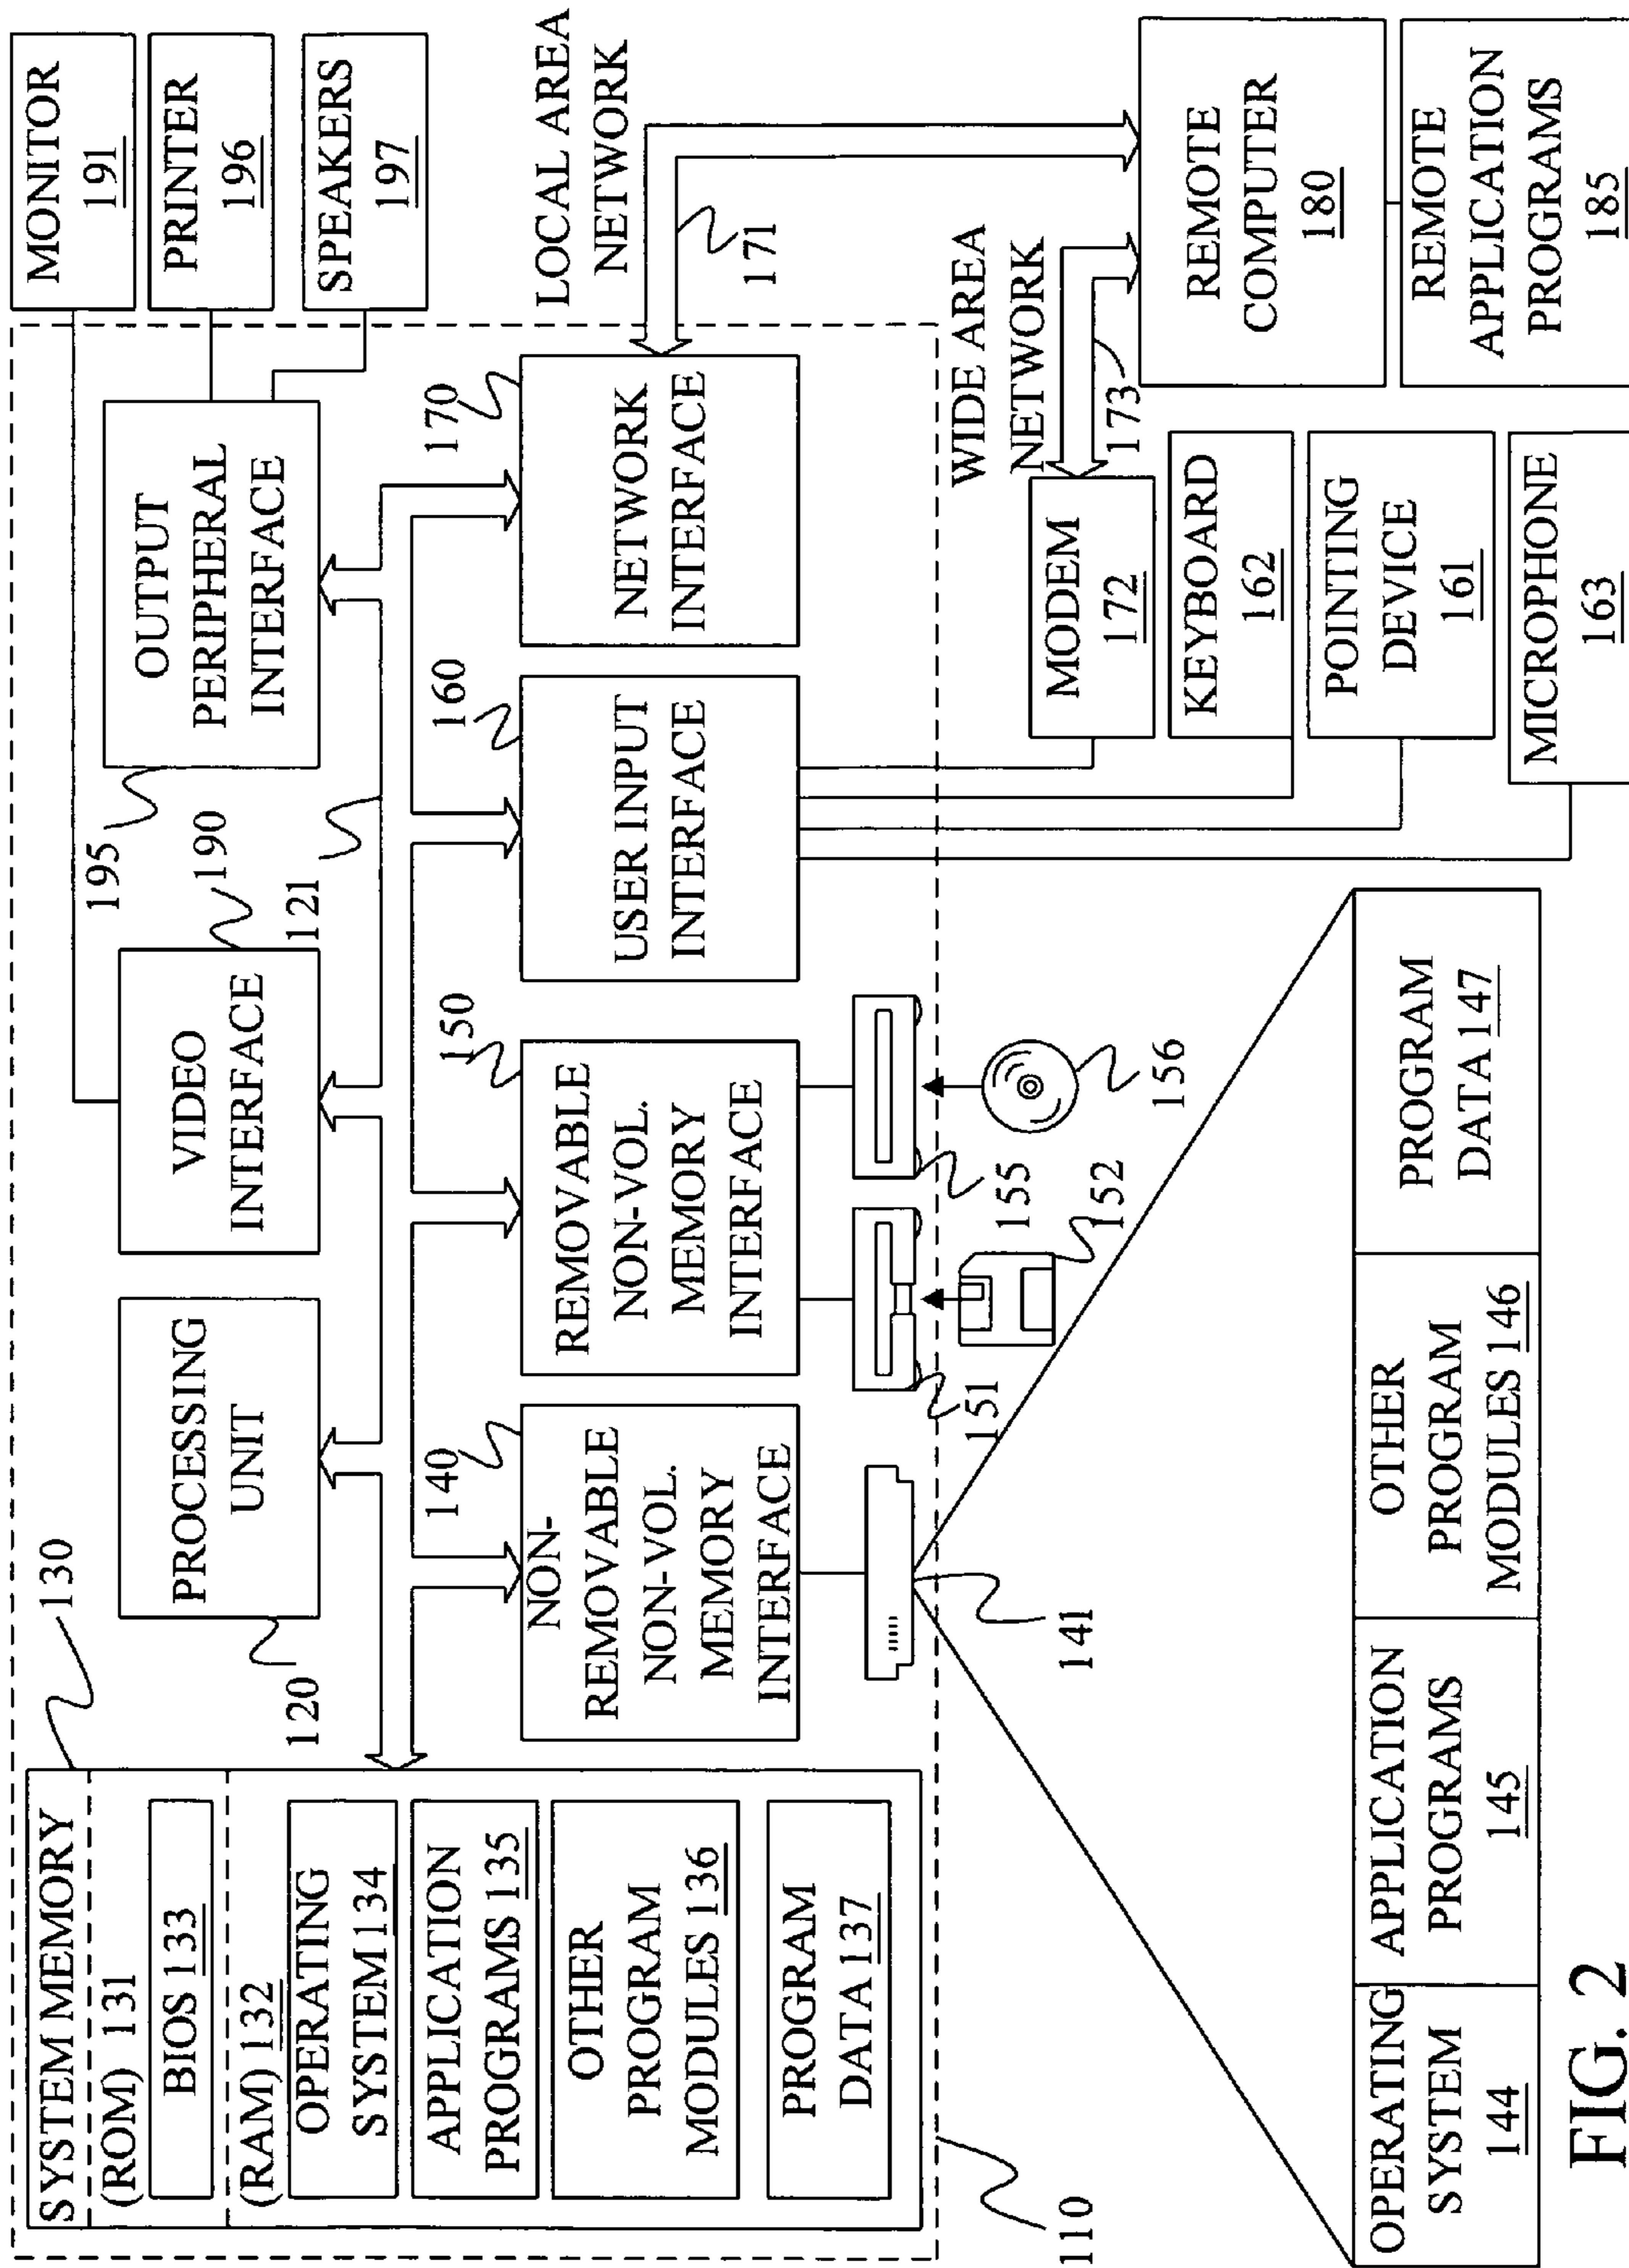 SYSTEM MEMORY
(ROM) 131
BIOS 133
(RAM) 132
OPERATING
SYSTEM 134
APPLICATION
PROGRAMS 135
OTHER
PROGRAM
MODULES 136
PROGRAM
DATA 137
130
120
PROCESSING
UNIT
VIDEO
INTERFACE
190
121
195
OUTPUT
PERIPHERAL
INTERFACE
MONITOR
191
PRINTER
196
SPEAKERS
197
140
NON-
REMOVABLE
NON-VOL.
MEMORY
INTERFACE
150
REMOVABLE
NON-VOL.
MEMORY
INTERFACE
160
USER INPUT
INTERFACE
170
NETWORK
INTERFACE
LOCAL AREA
NETWORK
171
WIDE AREA
NETWORK
173
110
141
151
152
155
156
MODEM
172
KEYBOARD
162
POINTING
DEVICE
161
MICROPHONE
163
REMOTE
COMPUTER
180
REMOTE
APPLICATION
PROGRAMS
185
OPERATING
SYSTEM
144
APPLICATION
PROGRAMS
145
OTHER
PROGRAM
MODULES 146
PROGRAM
DATA 147
FIG. 2